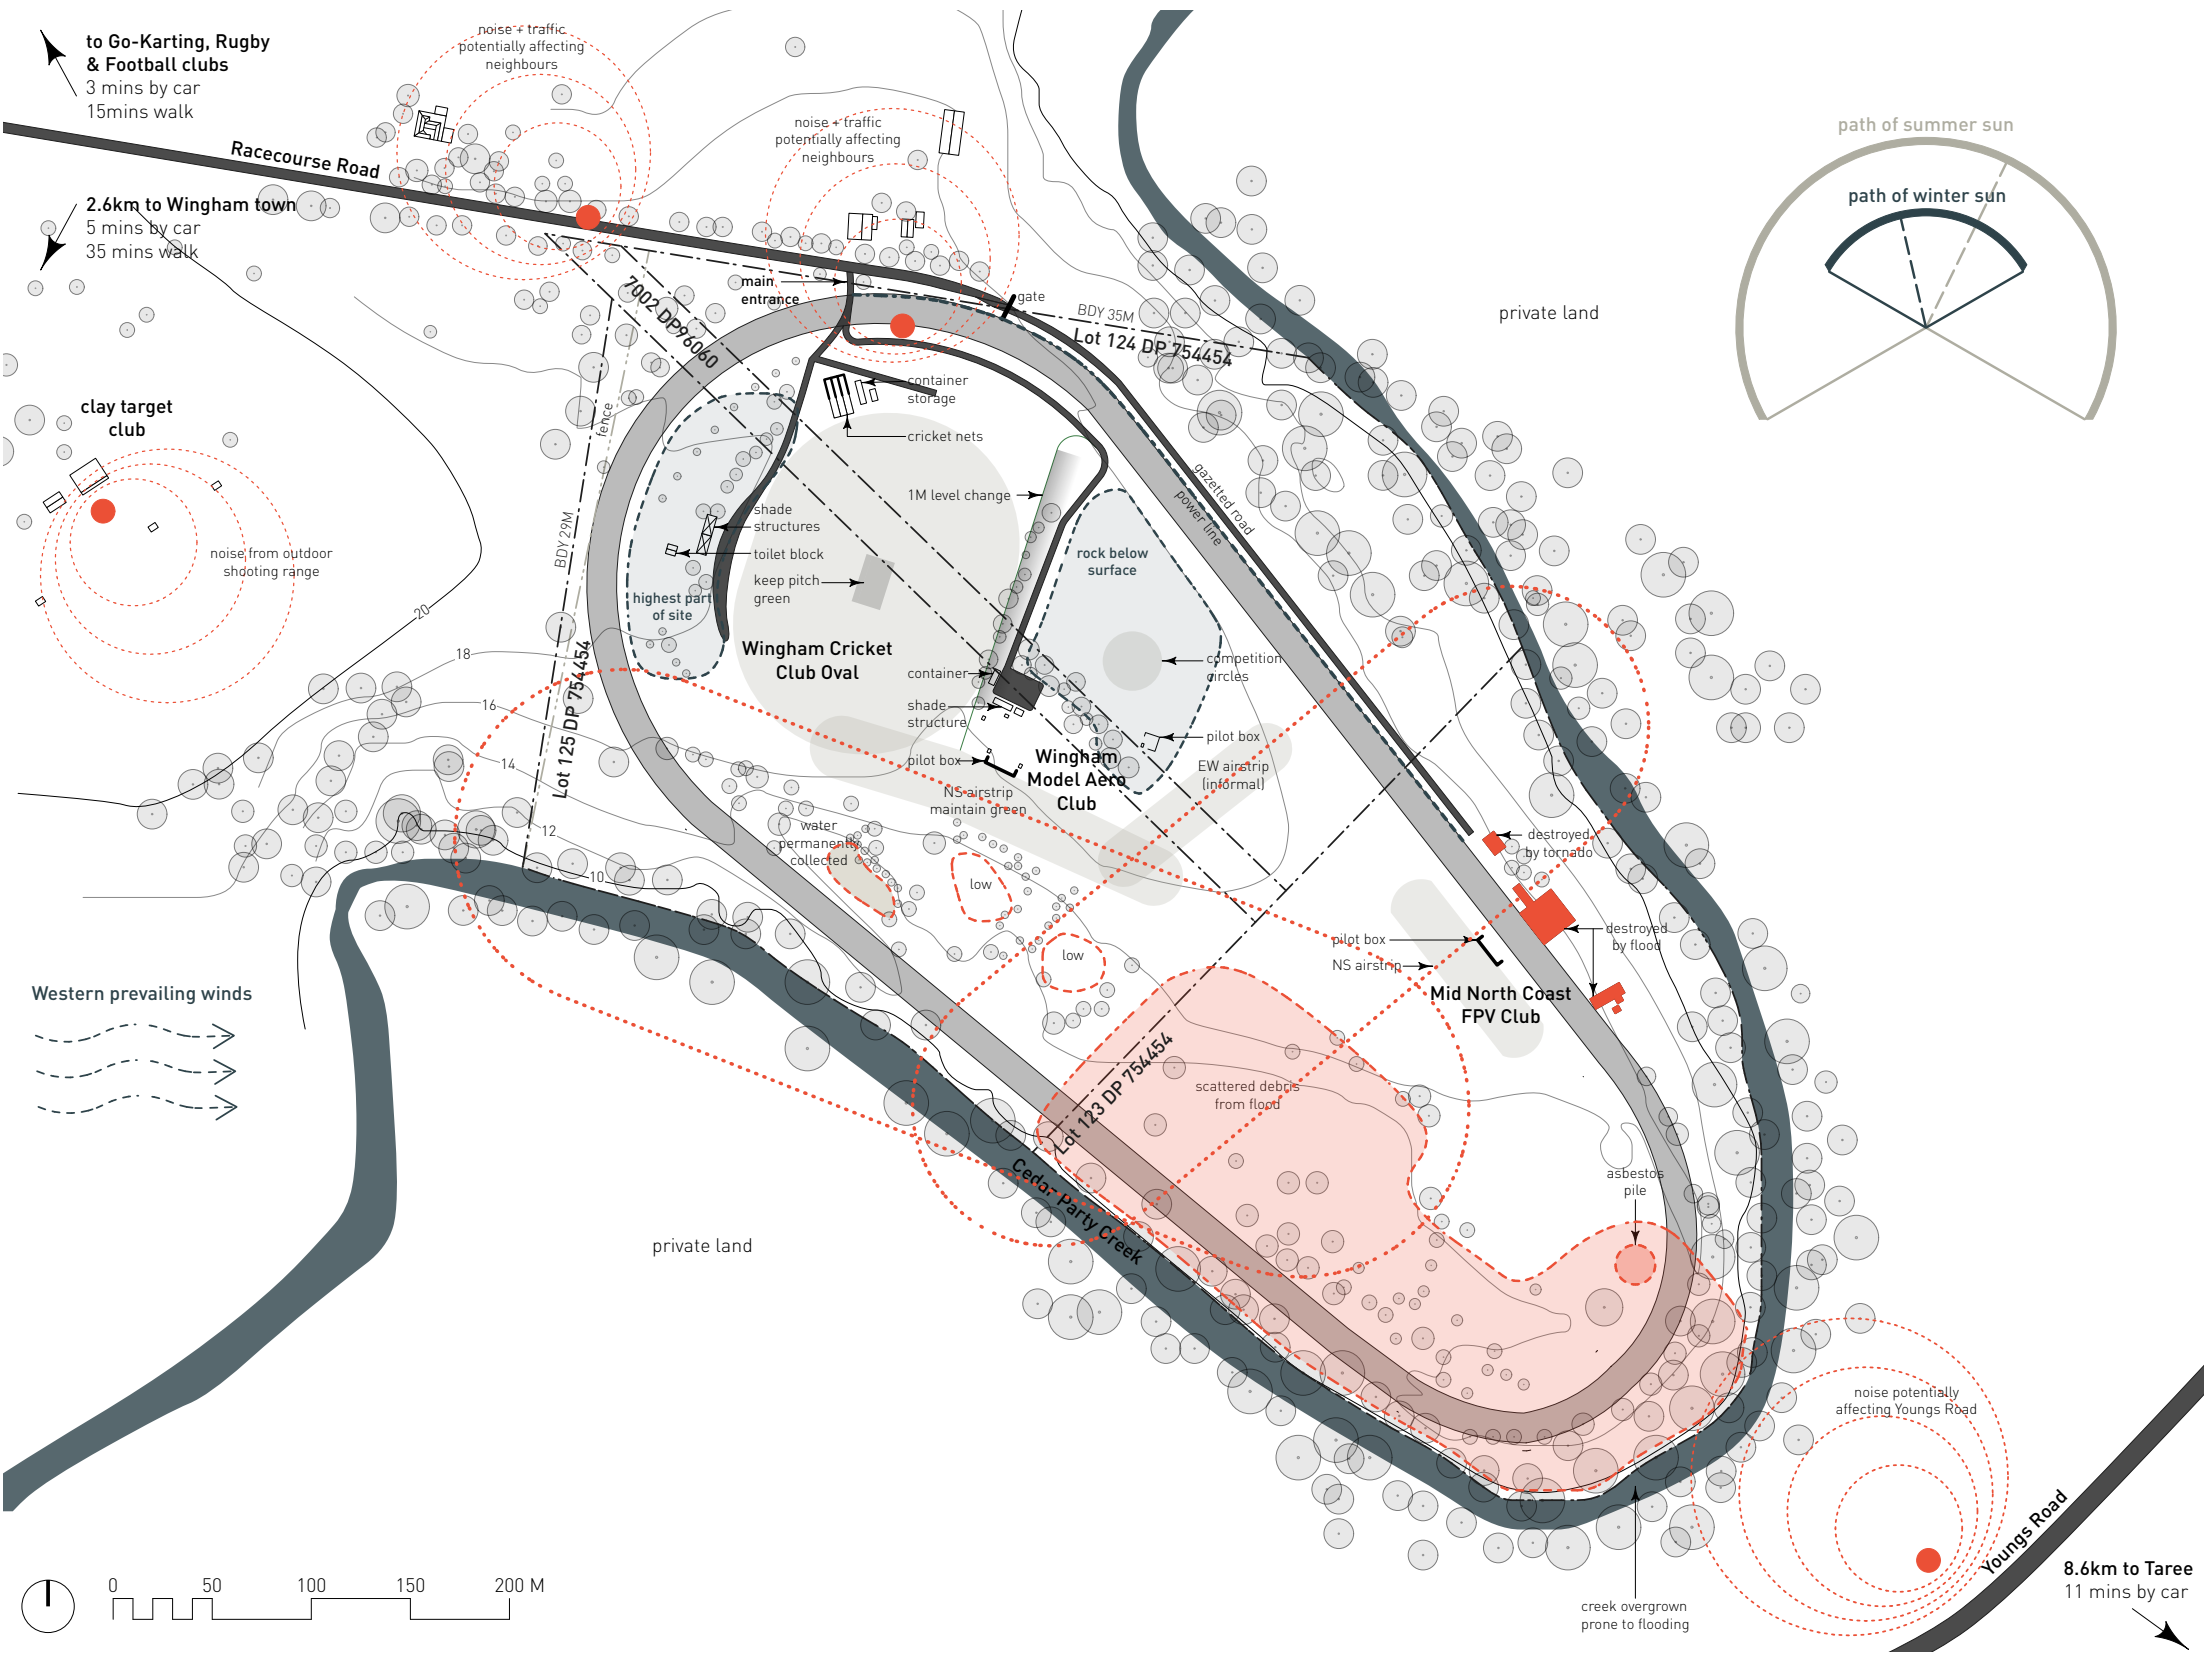 to Go-Karting, Rugby
& Football clubs
3 mins by car
15mins walk
noise + traffic
potentially affecting
neighbours
noise + traffic
potentially affecting
neighbours
Racecourse Road
2.6km to Wingham town
5 mins by car
35 mins walk
path of summer sun
path of winter sun
private land
main
entrance
gate
BDY 35M
Lot 124 DP 754454
7002 DP96060
fence
BDY 29M
Lot 125 DP 754454
clay target
club
noise from outdoor
shooting range
container
storage
cricket nets
1M level change
gazetted road
power line
shade
structures
toilet block
keep pitch
green
highest part
of site
rock below
surface
Wingham Cricket
Club Oval
competition
circles
container
shade
structure
pilot box
pilot box
Wingham
Model Aero
Club
EW airstrip
(informal)
NS airstrip
maintain green
20
18
16
14
12
10
water
permanently
collected
low
low
destroyed
by tornado
destroyed
by flood
pilot box
NS airstrip
Mid North Coast
FPV Club
Western prevailing winds
Lot 123 DP 754454
scattered debris
from flood
Cedar Party Creek
asbestos
pile
private land
noise potentially
affecting Youngs Road
Youngs Road
8.6km to Taree
11 mins by car
creek overgrown
prone to flooding
0 50 100 150 200 M